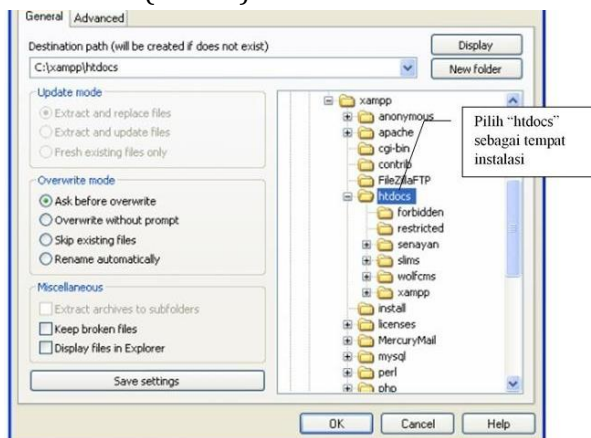 General
Advanced
Destination path (will be created if does not exist)
Display
C:\xampp\htdocs
New folder
Update mode
Extract and replace files
Extract and update files
Fresh existing files only
Overwrite mode
Ask before overwrite
Overwrite without prompt
Skip existing files
Rename automatically
Miscellaneous
Extract archives to subfolders
Keep broken files
Display files in Explorer
Save settings
xampp
anonymous
apache
cgi-bin
contrib
FileZillaFTP
htdocs
forbidden
restricted
senayan
slims
wolfcms
xampp
install
licenses
MercuryMail
mysql
perl
php
Pilih “htdocs”
sebagai tempat
instalasi
OK
Cancel
Help